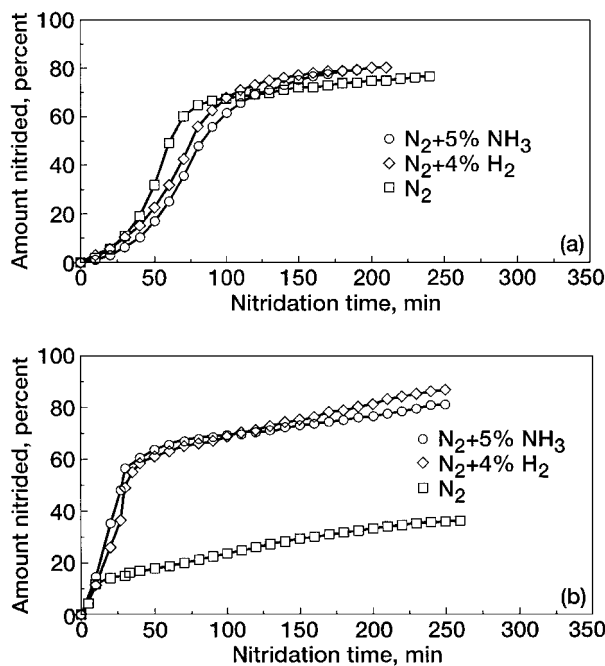 Amount nitrided, percent
100
80
60
40
20
0
N₂+5% NH₃
N₂+4% H₂
N₂
(a)
0 50 100 150 200 250 300 350
Nitridation time, min
Amount nitrided, percent
100
80
60
40
20
0
N₂+5% NH₃
N₂+4% H₂
N₂
(b)
0 50 100 150 200 250 300 350
Nitridation time, min